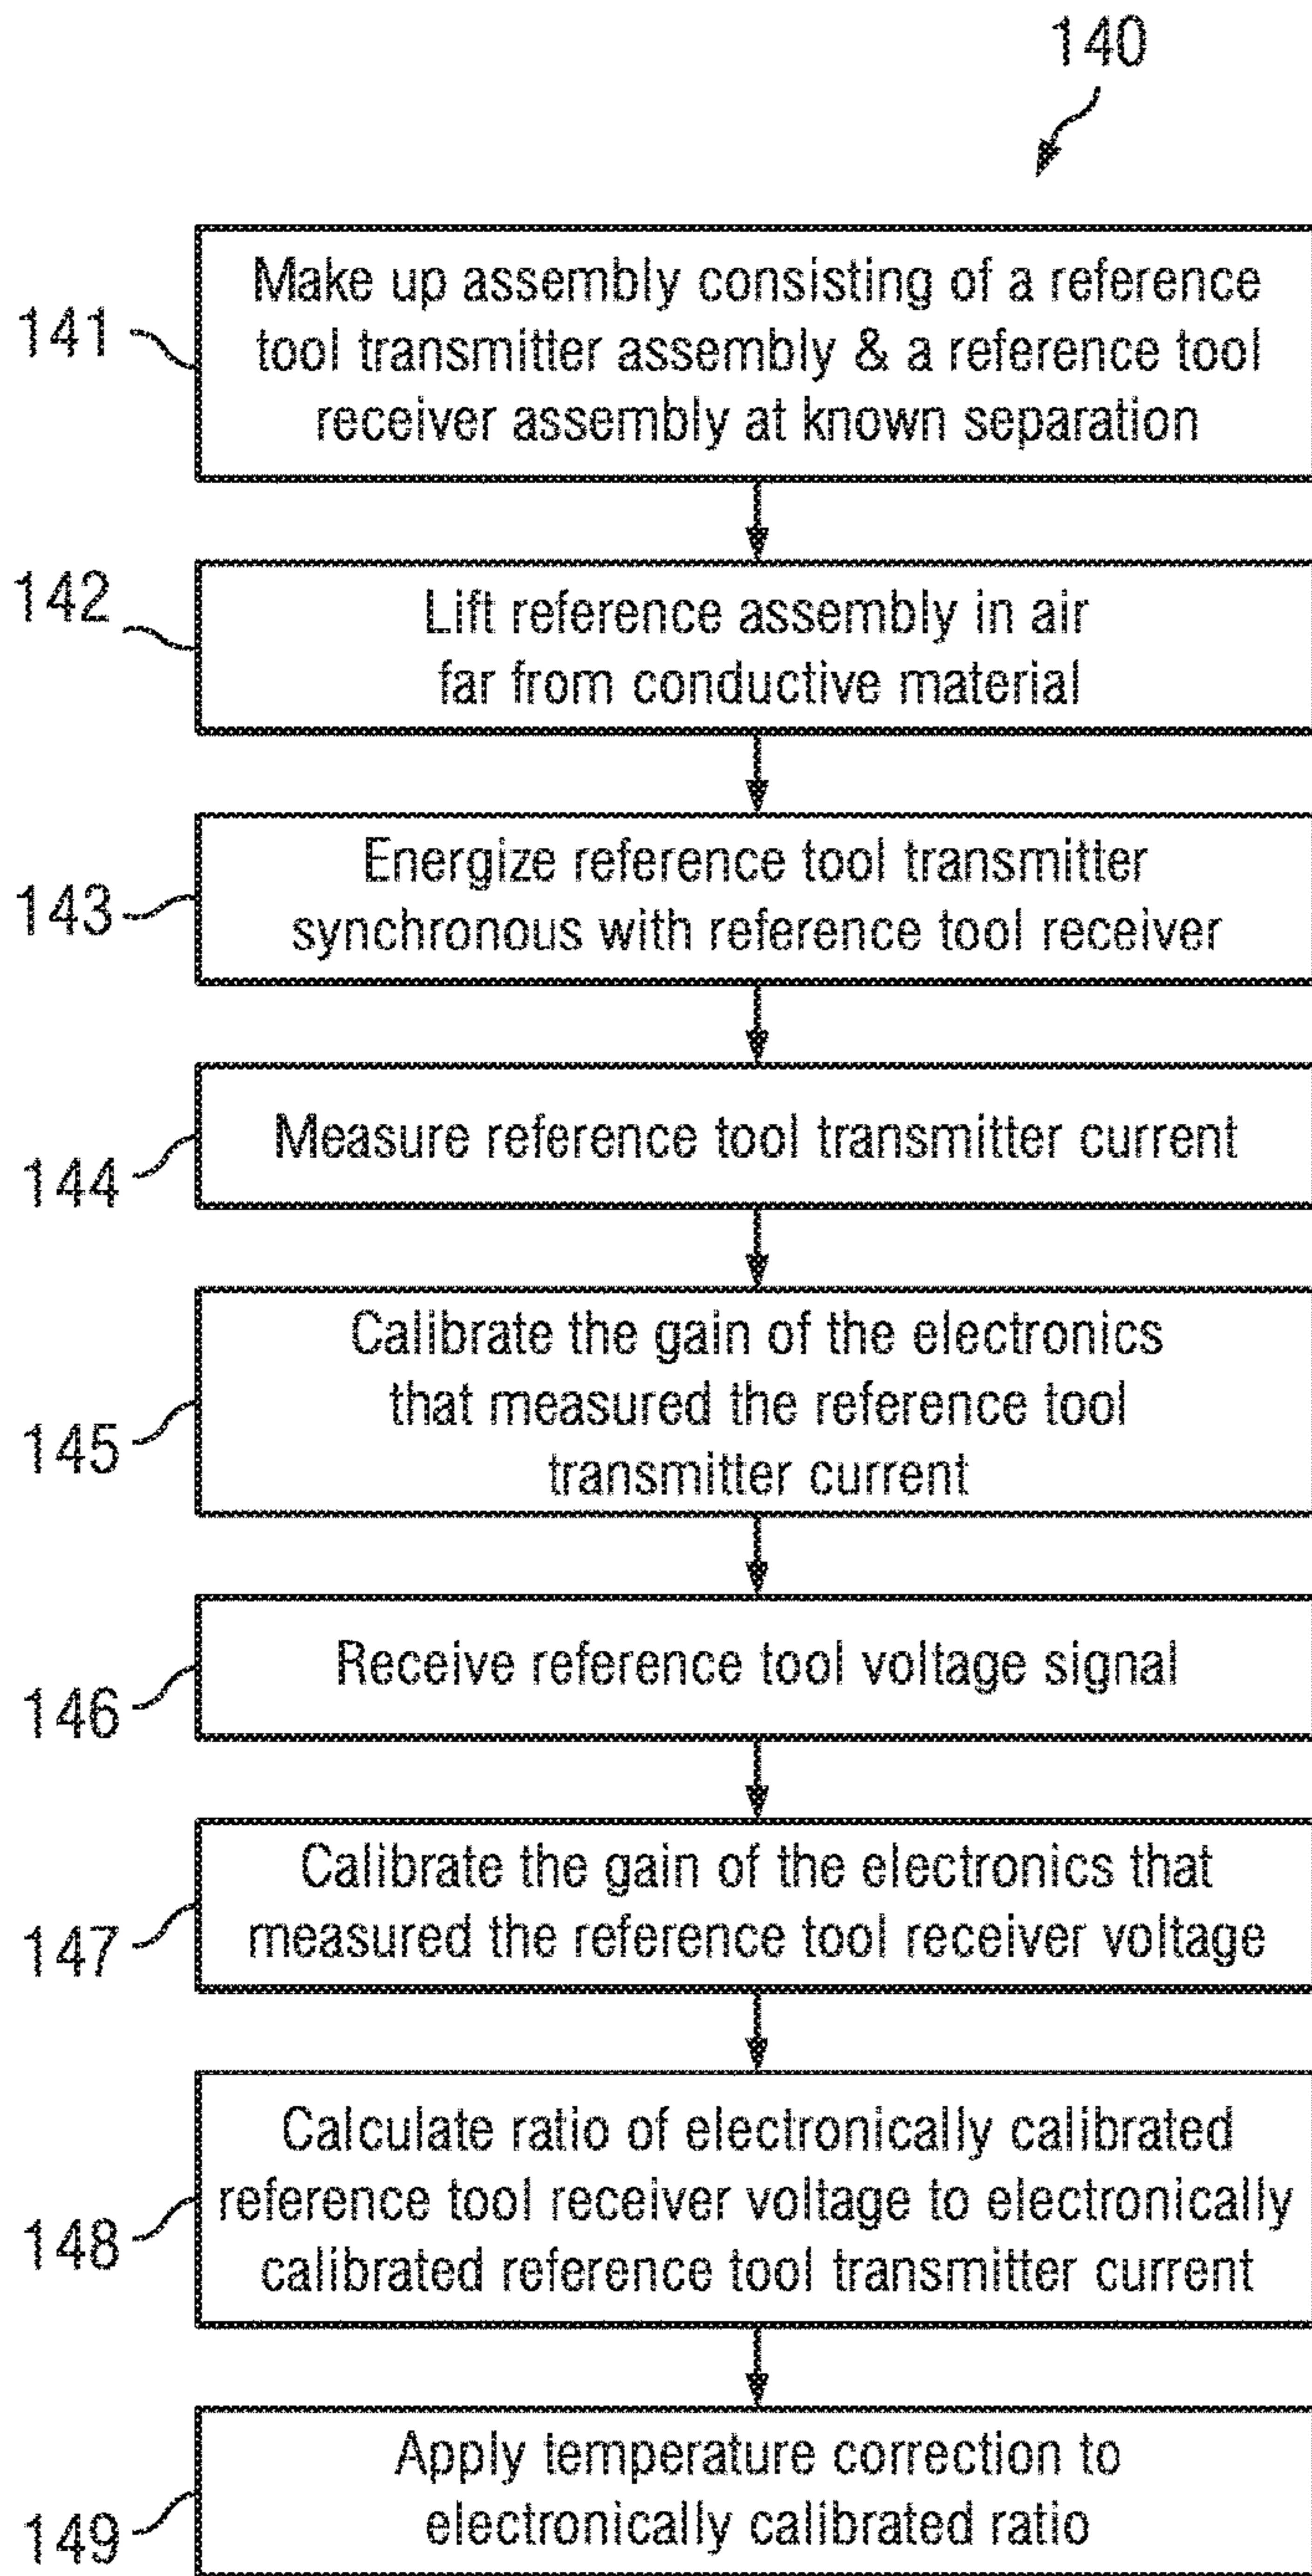 140
141
Make up assembly consisting of a reference
tool transmitter assembly & a reference tool
receiver assembly at known separation
142
Lift reference assembly in air
far from conductive material
143
Energize reference tool transmitter
synchronous with reference tool receiver
144
Measure reference tool transmitter current
145
Calibrate the gain of the electronics
that measured the reference tool
transmitter current
146
Receive reference tool voltage signal
147
Calibrate the gain of the electronics that
measured the reference tool receiver voltage
148
Calculate ratio of electronically calibrated
reference tool receiver voltage to electronically
calibrated reference tool transmitter current
149
Apply temperature correction to
electronically calibrated ratio